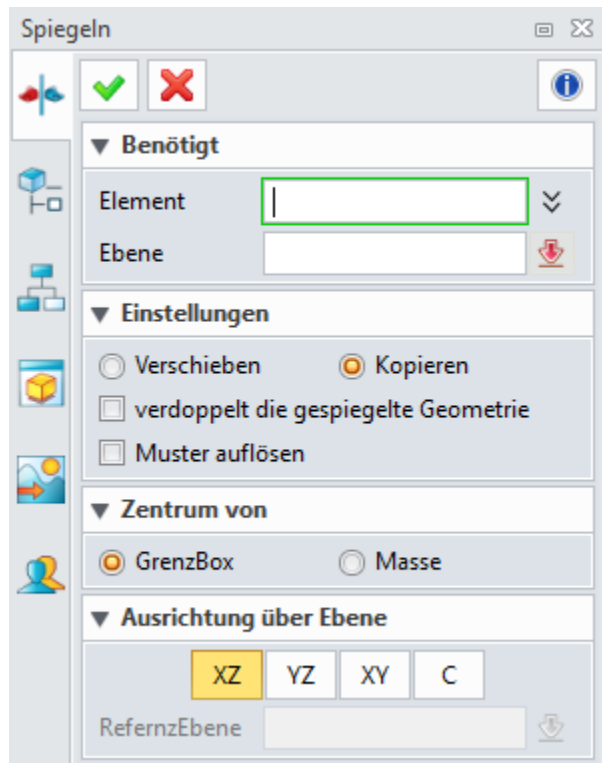 Spiegeln
Benötigt
Element
Ebene
Einstellungen
Verschieben Kopieren
verdoppelt die gespiegelte Geometrie
Muster auflösen
Zentrum von
GrenzBox Masse
Ausrichtung über Ebene
XZ YZ XY C
RefernzEbene